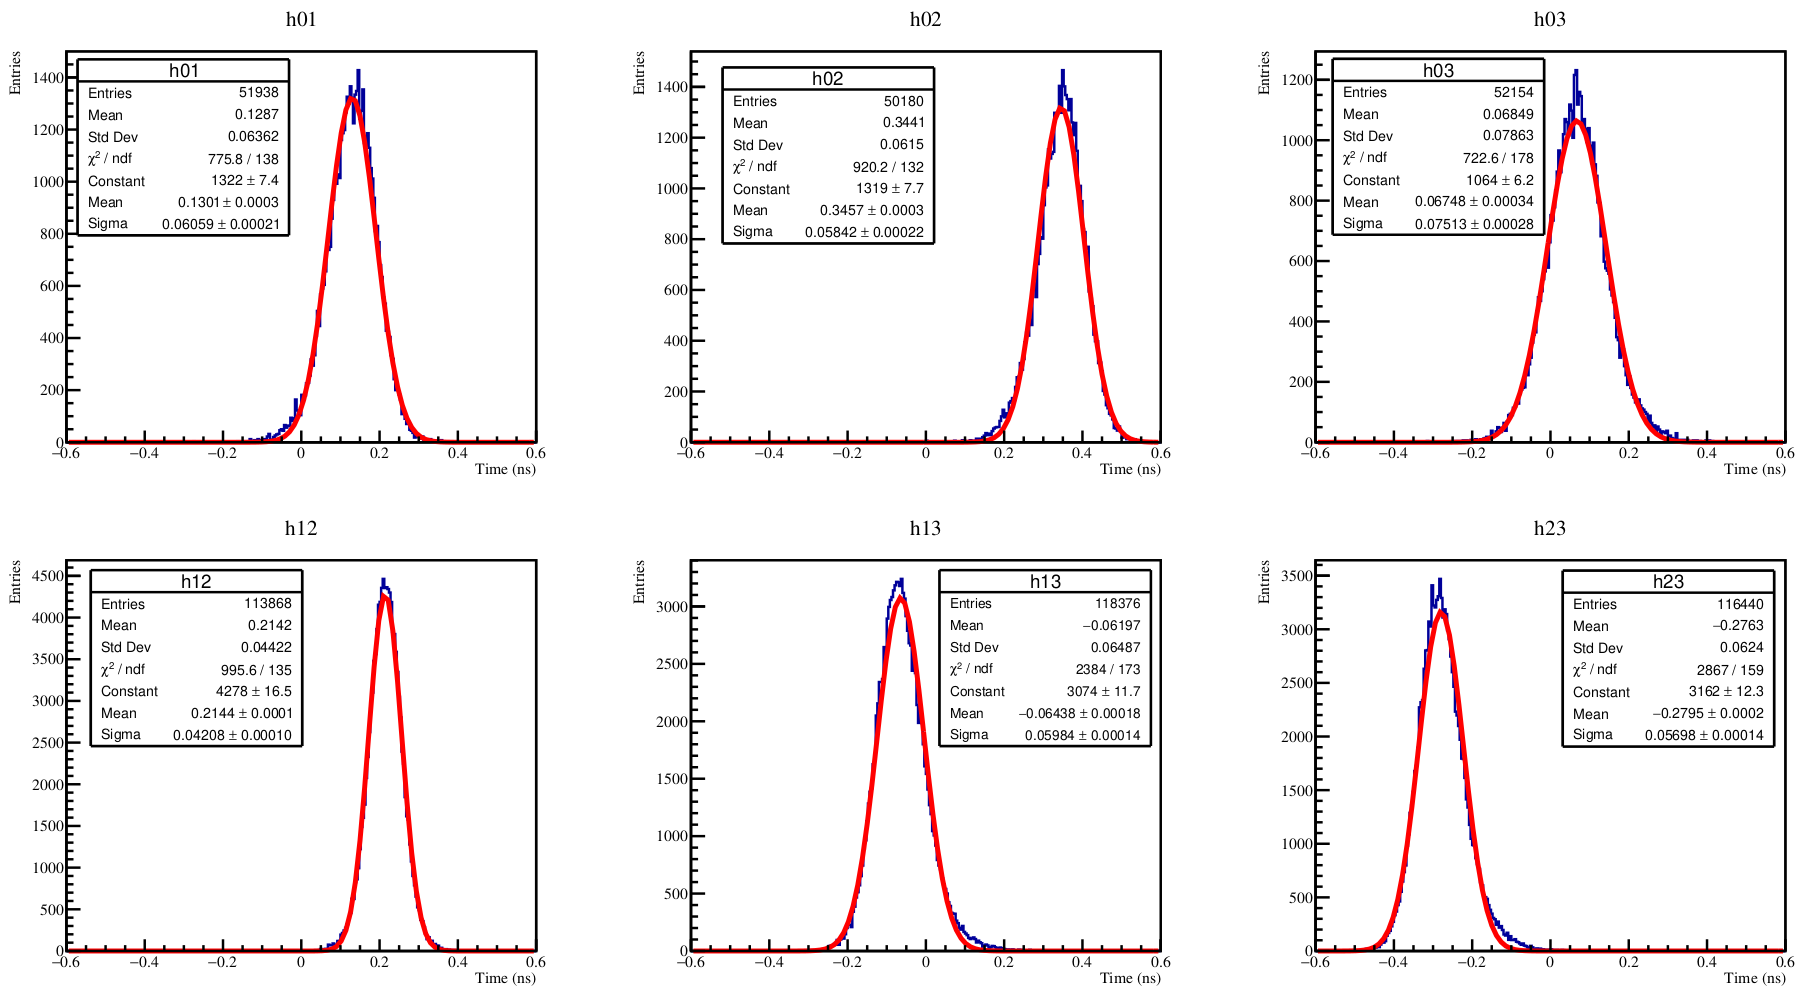 h01
Entries
1400
1200
1000
800
600
400
200
0
−0.6 −0.4 −0.2 0 0.2 0.4 0.6
Time (ns)
h01
Entries 51938
Mean 0.1287
Std Dev 0.06362
χ² / ndf 775.8 / 138
Constant 1322 ± 7.4
Mean 0.1301 ± 0.0003
Sigma 0.06059 ± 0.00021
h02
Entries
1400
1200
1000
800
600
400
200
0
−0.6 −0.4 −0.2 0 0.2 0.4 0.6
Time (ns)
h02
Entries 50180
Mean 0.3441
Std Dev 0.0615
χ² / ndf 920.2 / 132
Constant 1319 ± 7.7
Mean 0.3457 ± 0.0003
Sigma 0.05842 ± 0.00022
h03
Entries
1200
1000
800
600
400
200
0
−0.6 −0.4 −0.2 0 0.2 0.4 0.6
Time (ns)
h03
Entries 52154
Mean 0.06849
Std Dev 0.07863
χ² / ndf 722.6 / 178
Constant 1064 ± 6.2
Mean 0.06748 ± 0.00034
Sigma 0.07513 ± 0.00028
h12
Entries
4500
4000
3500
3000
2500
2000
1500
1000
500
0
−0.6 −0.4 −0.2 0 0.2 0.4 0.6
Time (ns)
h12
Entries 113868
Mean 0.2142
Std Dev 0.04422
χ² / ndf 995.6 / 135
Constant 4278 ± 16.5
Mean 0.2144 ± 0.0001
Sigma 0.04208 ± 0.00010
h13
Entries
3000
2500
2000
1500
1000
500
0
−0.6 −0.4 −0.2 0 0.2 0.4 0.6
Time (ns)
h13
Entries 118376
Mean −0.06197
Std Dev 0.06487
χ² / ndf 2384 / 173
Constant 3074 ± 11.7
Mean −0.06438 ± 0.00018
Sigma 0.05984 ± 0.00014
h23
Entries
3500
3000
2500
2000
1500
1000
500
0
−0.6 −0.4 −0.2 0 0.2 0.4 0.6
Time (ns)
h23
Entries 116440
Mean −0.2763
Std Dev 0.0624
χ² / ndf 2867 / 159
Constant 3162 ± 12.3
Mean −0.2795 ± 0.0002
Sigma 0.05698 ± 0.00014